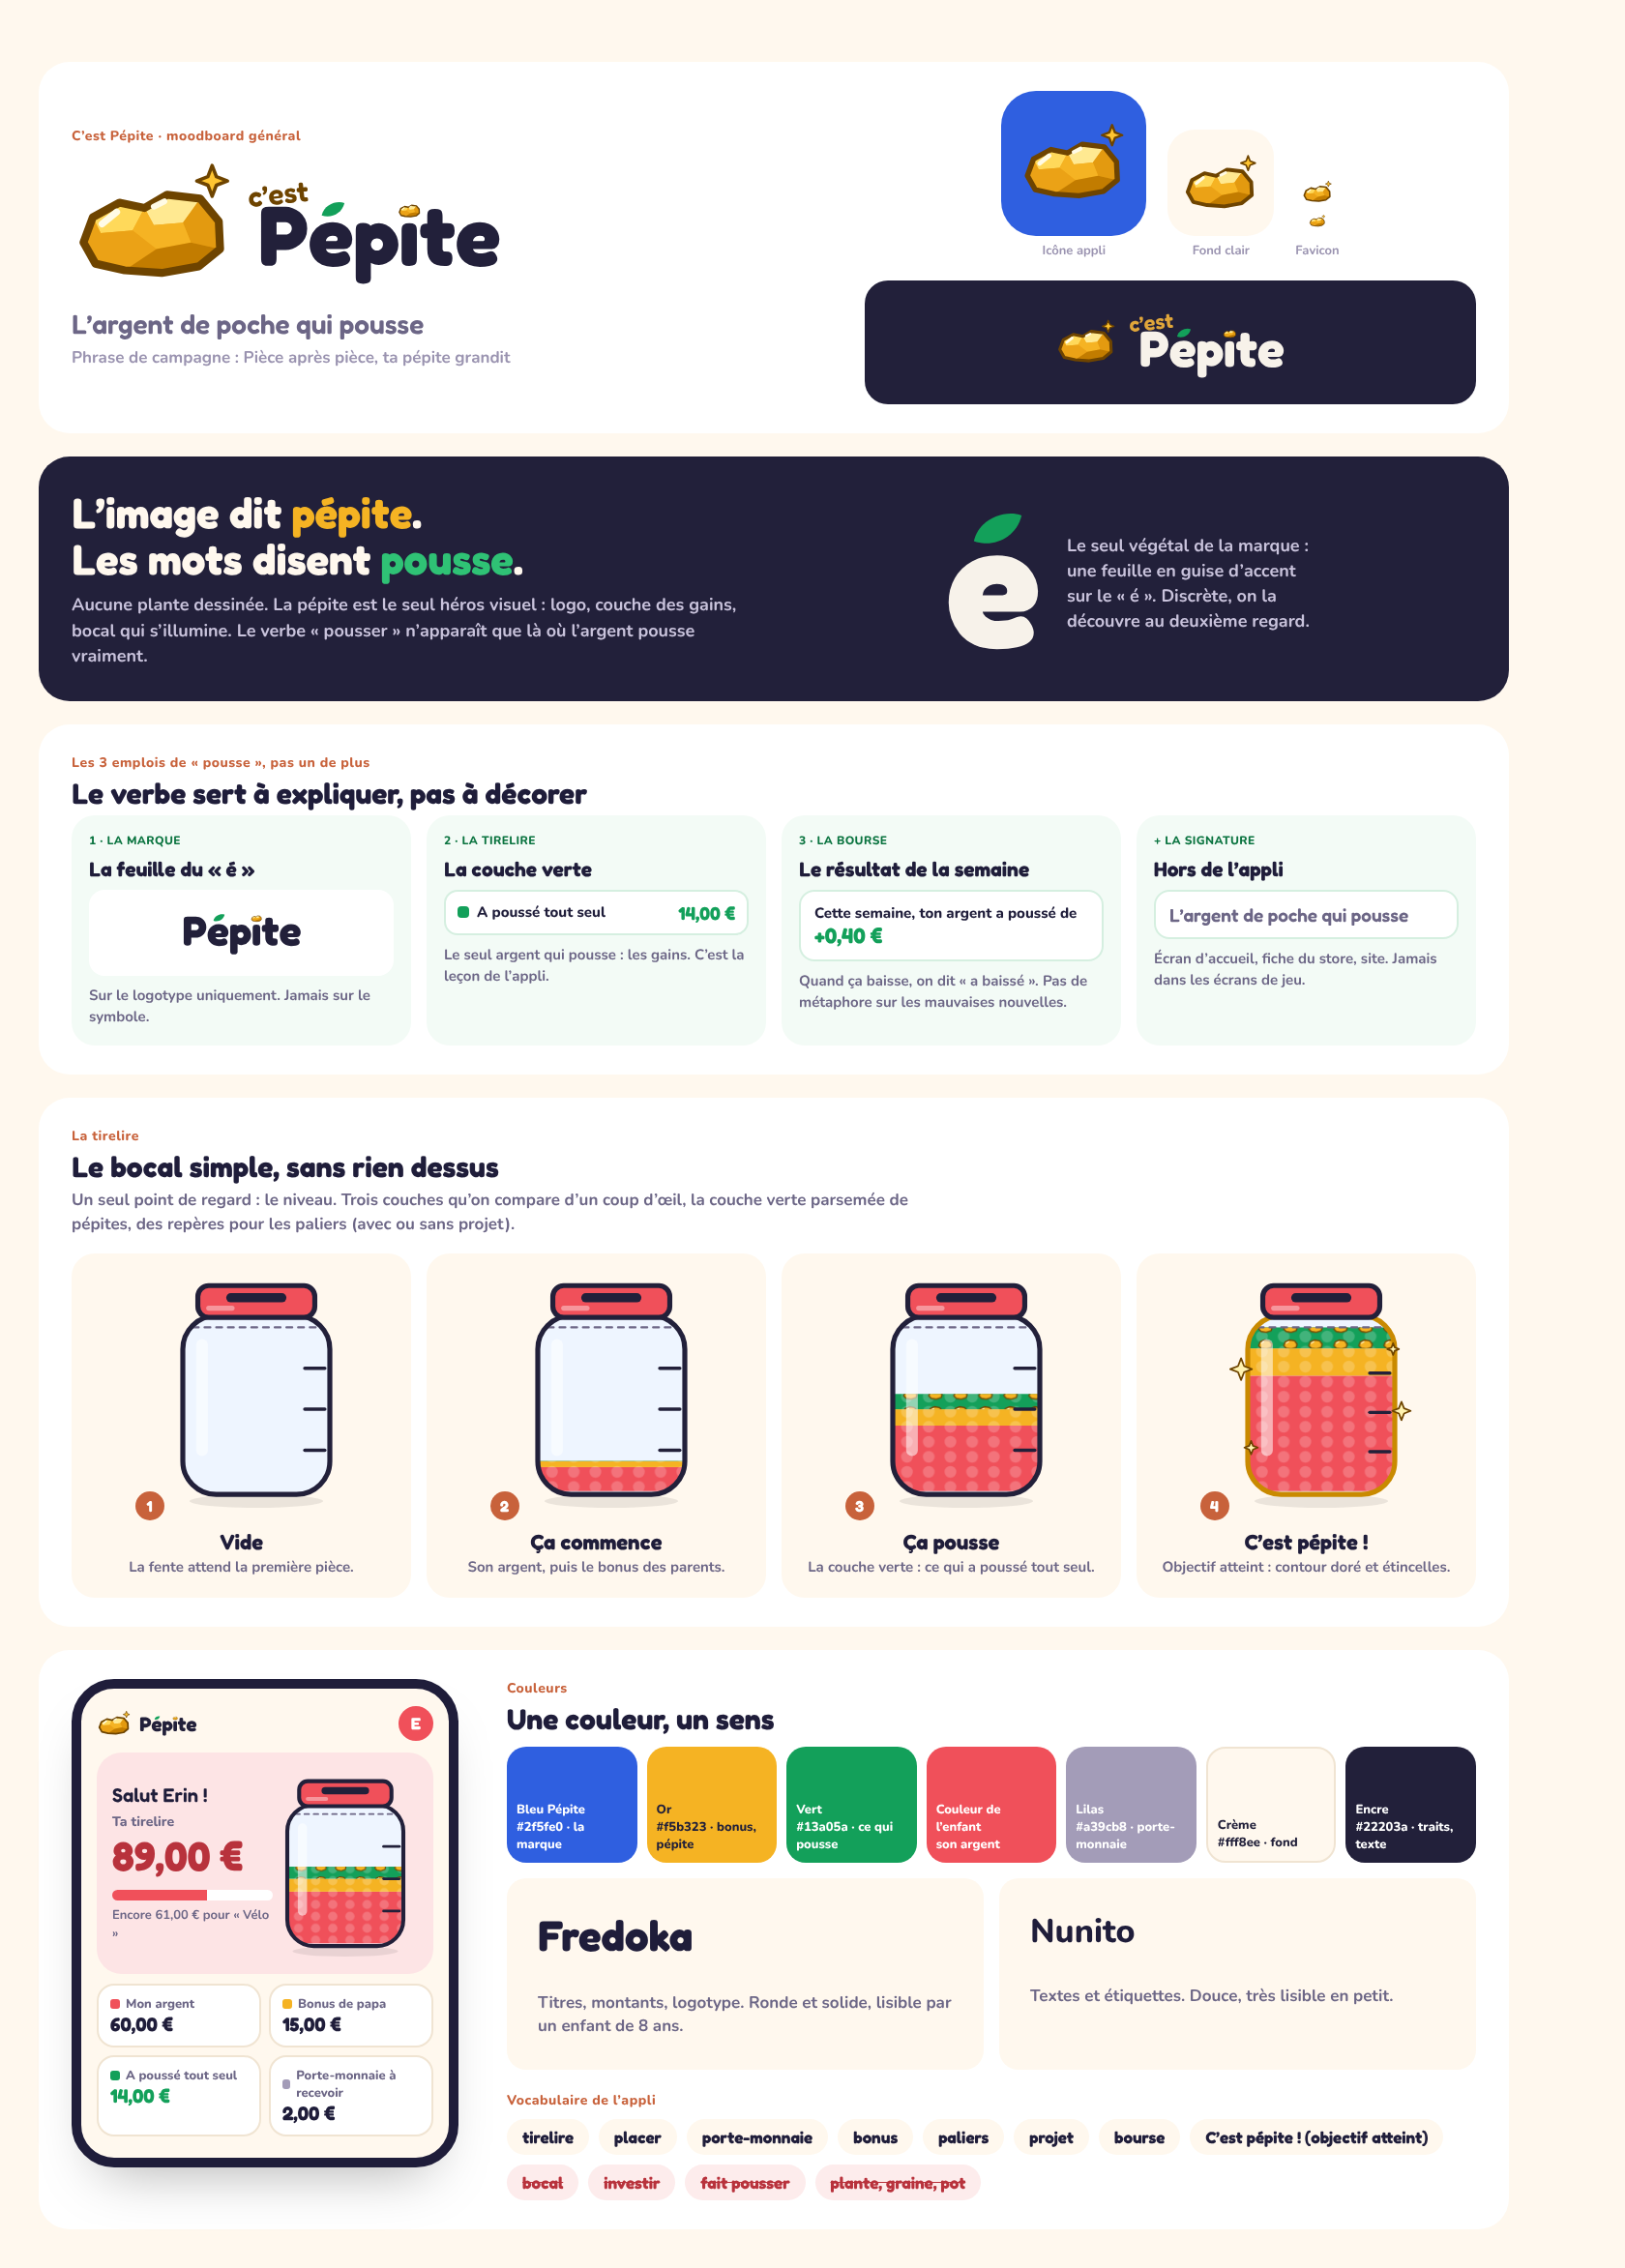 C’est Pépite · moodboard général
c’est
Pépite
L’argent de poche qui pousse
Phrase de campagne : Pièce après pièce, ta pépite grandit
Icône appli
Fond clair
Favicon
c’est
Pépite
L’image dit pépite.
Les mots disent pousse.
Aucune plante dessinée. La pépite est le seul héros visuel : logo, couche des gains,
bocal qui s’illumine. Le verbe « pousser » n’apparaît que là où l’argent pousse
vraiment.
é
Le seul végétal de la marque :
une feuille en guise d’accent
sur le « é ». Discrète, on la
découvre au deuxième regard.
Les 3 emplois de « pousse », pas un de plus
Le verbe sert à expliquer, pas à décorer
1 · LA MARQUE
La feuille du « é »
Pépite
Sur le logotype uniquement. Jamais sur le
symbole.
2 · LA TIRELIRE
La couche verte
A poussé tout seul
14,00 €
Le seul argent qui pousse : les gains. C’est la
leçon de l’appli.
3 · LA BOURSE
Le résultat de la semaine
Cette semaine, ton argent a poussé de
+0,40 €
Quand ça baisse, on dit « a baissé ». Pas de
métaphore sur les mauvaises nouvelles.
+ LA SIGNATURE
Hors de l’appli
L’argent de poche qui pousse
Écran d’accueil, fiche du store, site. Jamais
dans les écrans de jeu.
La tirelire
Le bocal simple, sans rien dessus
Un seul point de regard : le niveau. Trois couches qu’on compare d’un coup d’œil, la couche verte parsemée de
pépites, des repères pour les paliers (avec ou sans projet).
1
Vide
La fente attend la première pièce.
2
Ça commence
Son argent, puis le bonus des parents.
3
Ça pousse
La couche verte : ce qui a poussé tout seul.
4
C’est pépite !
Objectif atteint : contour doré et étincelles.
Pépite
E
Salut Erin !
Ta tirelire
89,00 €
Encore 61,00 € pour « Vélo
»
Mon argent
60,00 €
Bonus de papa
15,00 €
A poussé tout seul
14,00 €
Porte-monnaie à
recevoir
2,00 €
Couleurs
Une couleur, un sens
Bleu Pépite
#2f5fe0 · la
marque
Or
#f5b323 · bonus,
pépite
Vert
#13a05a · ce qui
pousse
Couleur de
l’enfant
son argent
Lilas
#a39cb8 · porte-
monnaie
Crème
#fff8ee · fond
Encre
#22203a · traits,
texte
Fredoka
Titres, montants, logotype. Ronde et solide, lisible par
un enfant de 8 ans.
Nunito
Textes et étiquettes. Douce, très lisible en petit.
Vocabulaire de l’appli
tirelire
placer
porte-monnaie
bonus
paliers
projet
bourse
C’est pépite ! (objectif atteint)
bocal
investir
fait pousser
plante, graine, pot